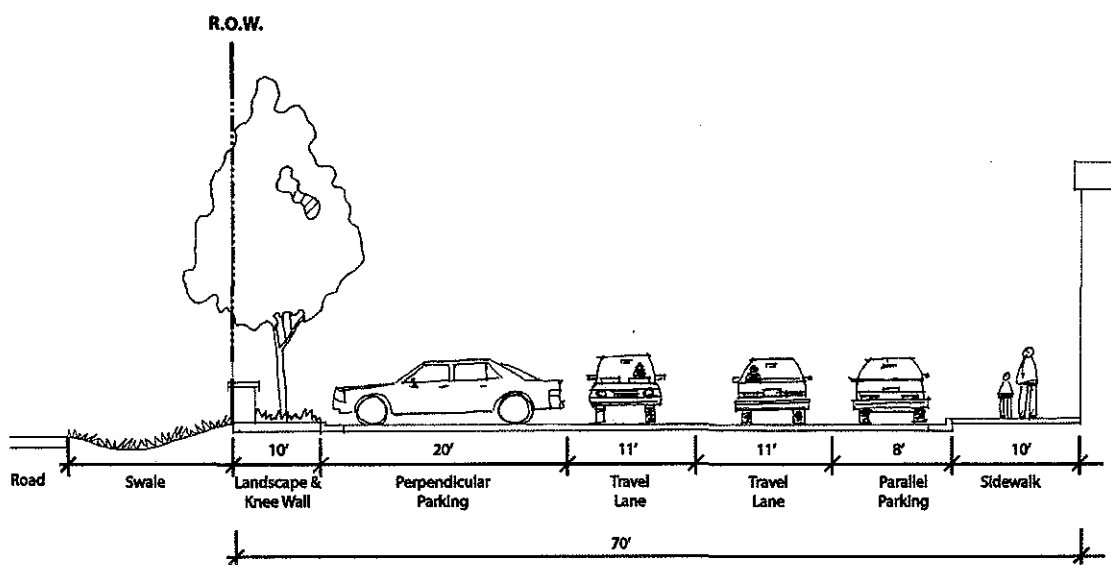 R.O.W.
10'
20'
11'
11'
8'
10'
Road
Swale
Landscape &
Knee Wall
Perpendicular
Parking
Travel
Lane
Travel
Lane
Parallel
Parking
Sidewalk
70'